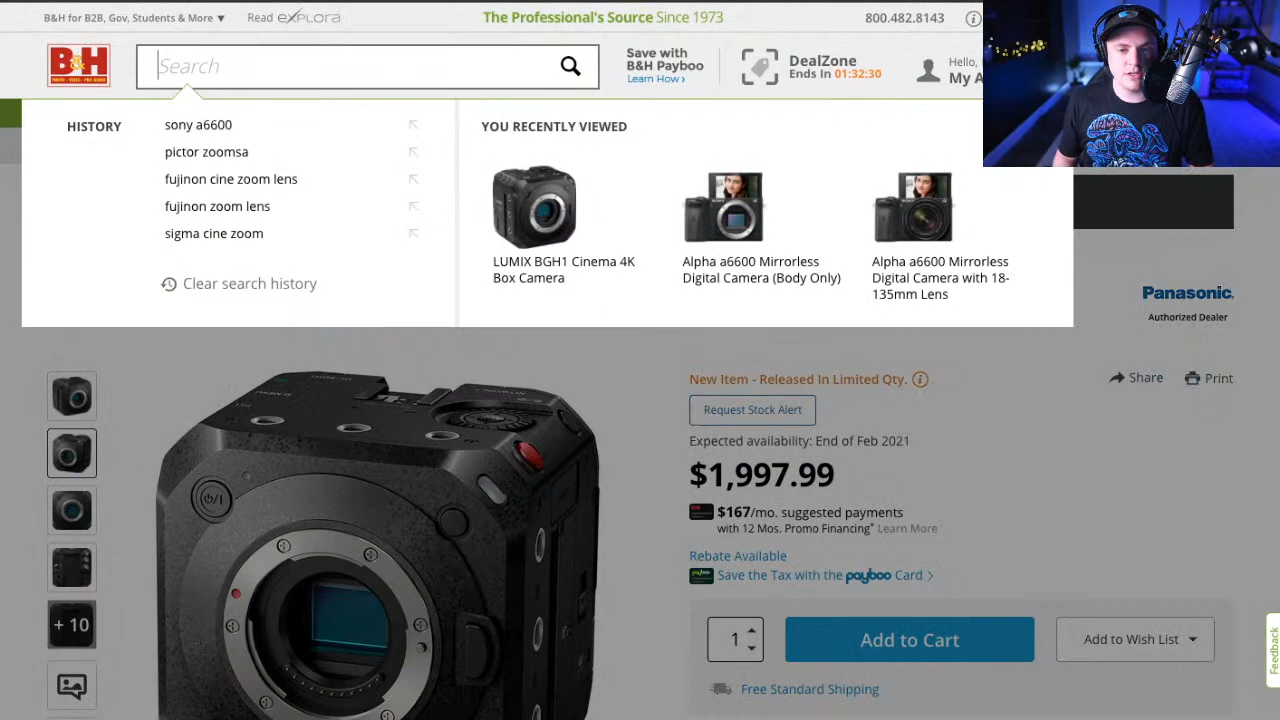 B&H for B2B, Gov, Students & More ▼
Read eXPLORA
The Professional's Source Since 1973
800.482.8143
B&H
PHOTO - VIDEO - PRO AUDIO
Search
Save with
B&H Payboo
Learn How ›
DealZone
Ends In 01:32:30
Hello,
My A
HISTORY
sony a6600
pictor zoomsa
fujinon cine zoom lens
fujinon zoom lens
sigma cine zoom
Clear search history
YOU RECENTLY VIEWED
LUMIX BGH1 Cinema 4K
Box Camera
Alpha a6600 Mirrorless
Digital Camera (Body Only)
Alpha a6600 Mirrorless
Digital Camera with 18-
135mm Lens
Panasonic
Authorized Dealer
New Item - Released In Limited Qty.
Share
Print
Request Stock Alert
Expected availability: End of Feb 2021
$1,997.99
$167/mo. suggested payments
with 12 Mos. Promo Financing* Learn More
Rebate Available
Save the Tax with the payboo Card >
+ 10
1
Add to Cart
Add to Wish List
Free Standard Shipping
Feedback